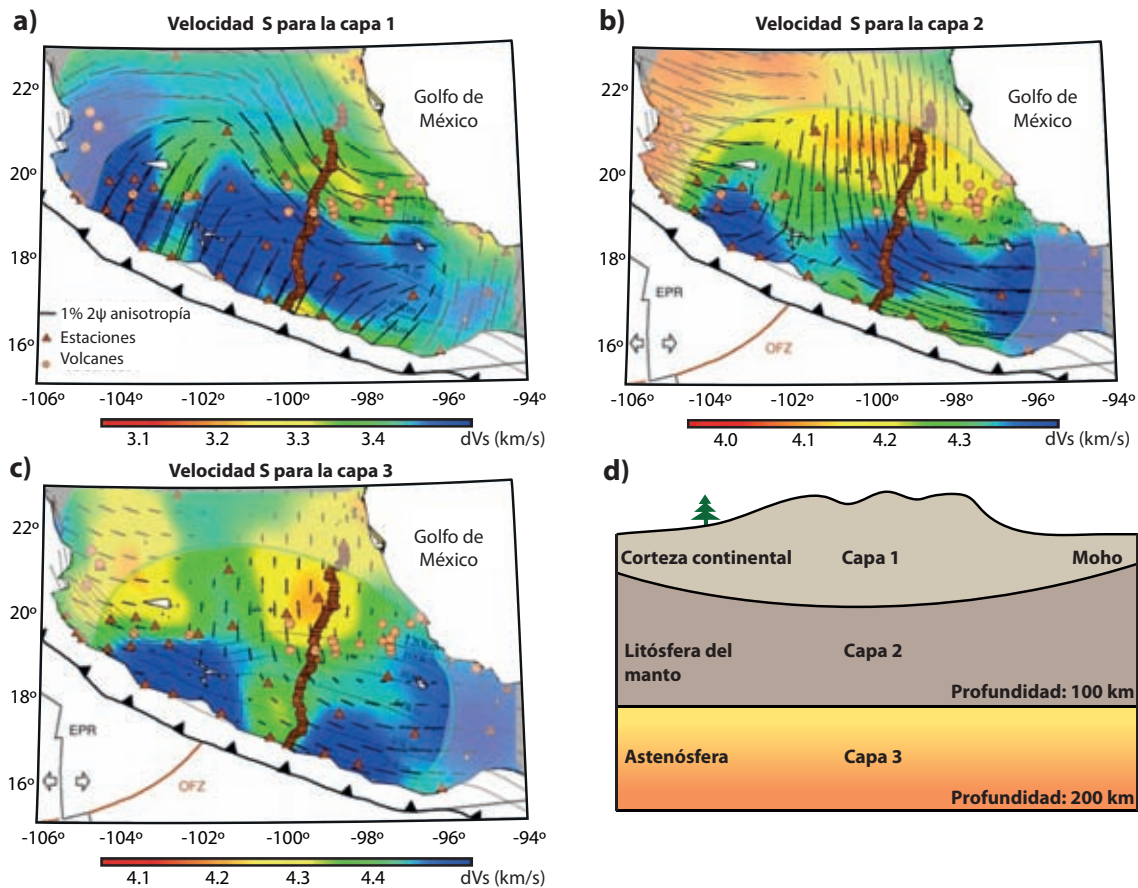 a)
Velocidad S para la capa 1
22º
20º
18º
16º
Golfo de
México
1% 2ψ anisotropía
Estaciones
Volcanes
-106º -104º -102º -100º -98º -96º -94º
3.1 3.2 3.3 3.4 dVs (km/s)
b)
Velocidad S para la capa 2
22º
20º
18º
16º
Golfo de
México
EPR
OFZ
-106º -104º -102º -100º -98º -96º -94º
4.0 4.1 4.2 4.3 dVs (km/s)
c)
Velocidad S para la capa 3
22º
20º
18º
16º
Golfo de
México
EPR
OFZ
-106º -104º -102º -100º -98º -96º -94º
4.1 4.2 4.3 4.4 dVs (km/s)
d)
Corteza continental Capa 1 Moho
Litósfera del
manto
Capa 2
Profundidad: 100 km
Astenósfera Capa 3
Profundidad: 200 km